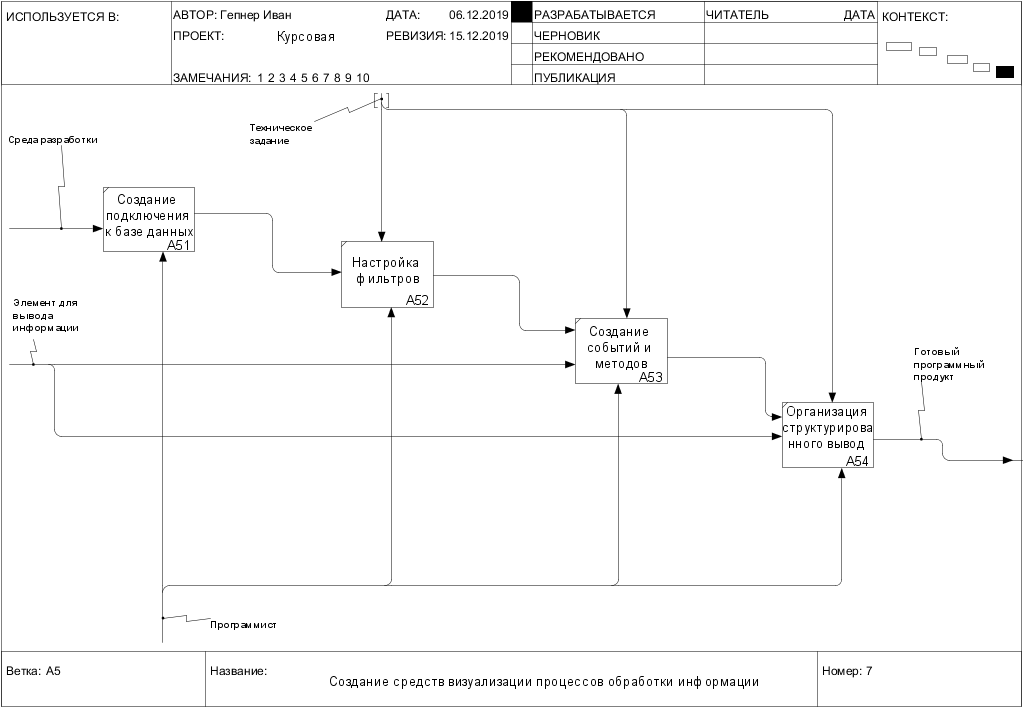 ИСПОЛЬЗУЕТСЯ В:
АВТОР: Гепнер Иван
ДАТА: 06.12.2019
ПРОЕКТ: Курсовая
РЕВИЗИЯ: 15.12.2019
ЗАМЕЧАНИЯ: 1 2 3 4 5 6 7 8 9 10
РАЗРАБАТЫВАЕТСЯ
ЧЕРНОВИК
РЕКОМЕНДОВАНО
ПУБЛИКАЦИЯ
ЧИТАТЕЛЬ ДАТА
КОНТЕКСТ:
Техническое
задание
Среда разработки
Создание
подключения
к базе данных
A51
Настройка
фильтров
A52
Элемент для
вывода
информации
Создание
событий и
методов
A53
Готовый
программный
продукт
Организация
структурирова
нного вывод
A54
Программист
Ветка: A5
Название:
Создание средств визуализации процессов обработки информации
Номер: 7